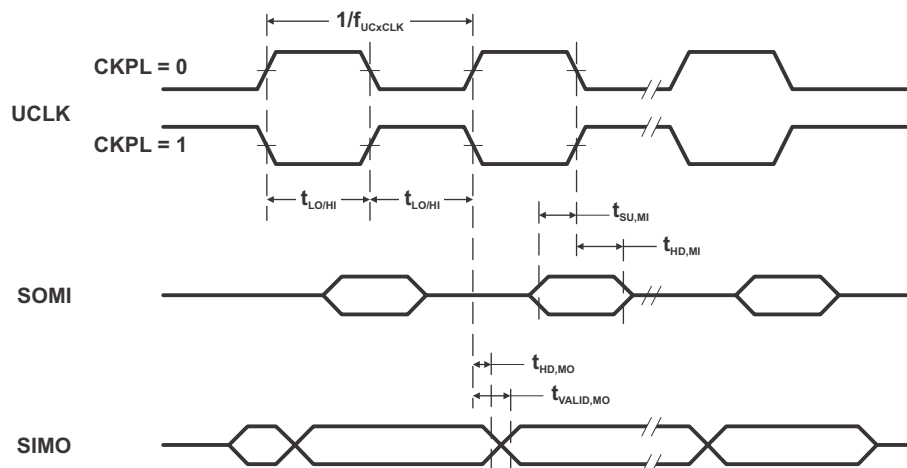 1/fUCxCLK
CKPL = 0
UCLK
CKPL = 1
tLO/HI
tLO/HI
tSU,MI
tHD,MI
SOMI
tHD,MO
tVALID,MO
SIMO